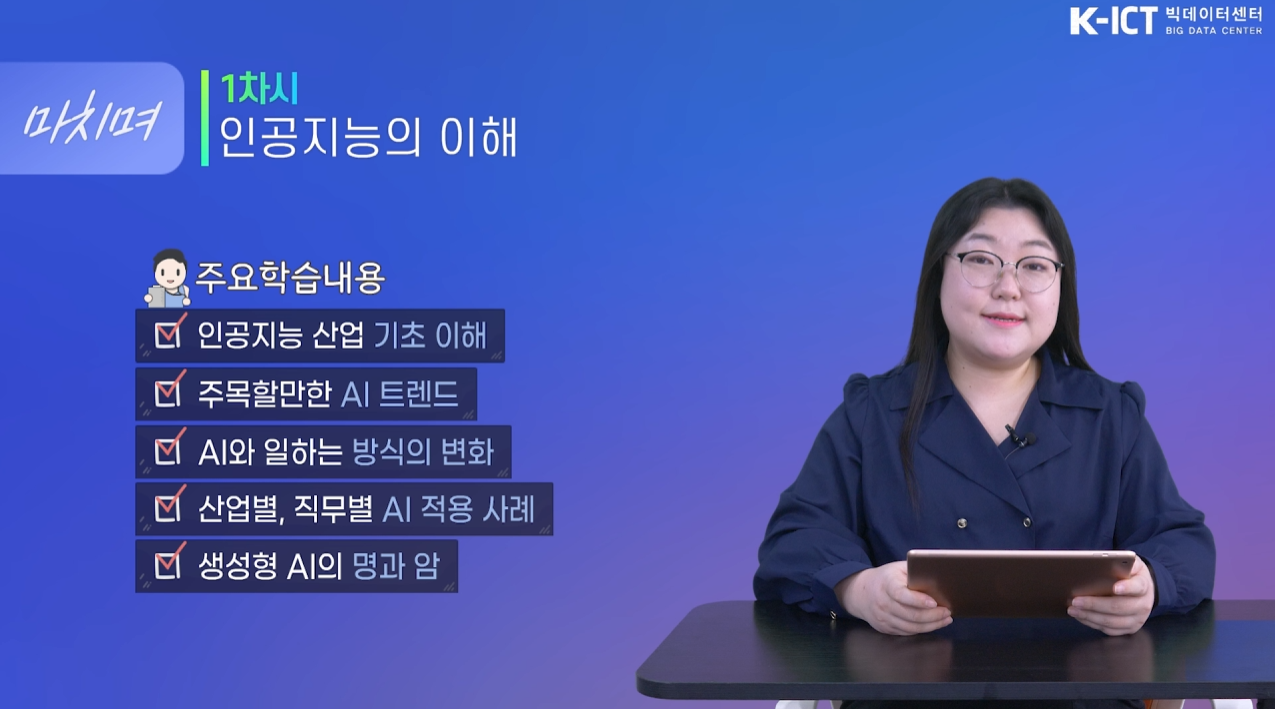 K-ICT 빅데이터센터
BIG DATA CENTER
마치며
1차시
인공지능의 이해
주요학습내용
인공지능 산업 기초 이해
주목할만한 AI 트렌드
AI와 일하는 방식의 변화
산업별, 직무별 AI 적용 사례
생성형 AI의 명과 암